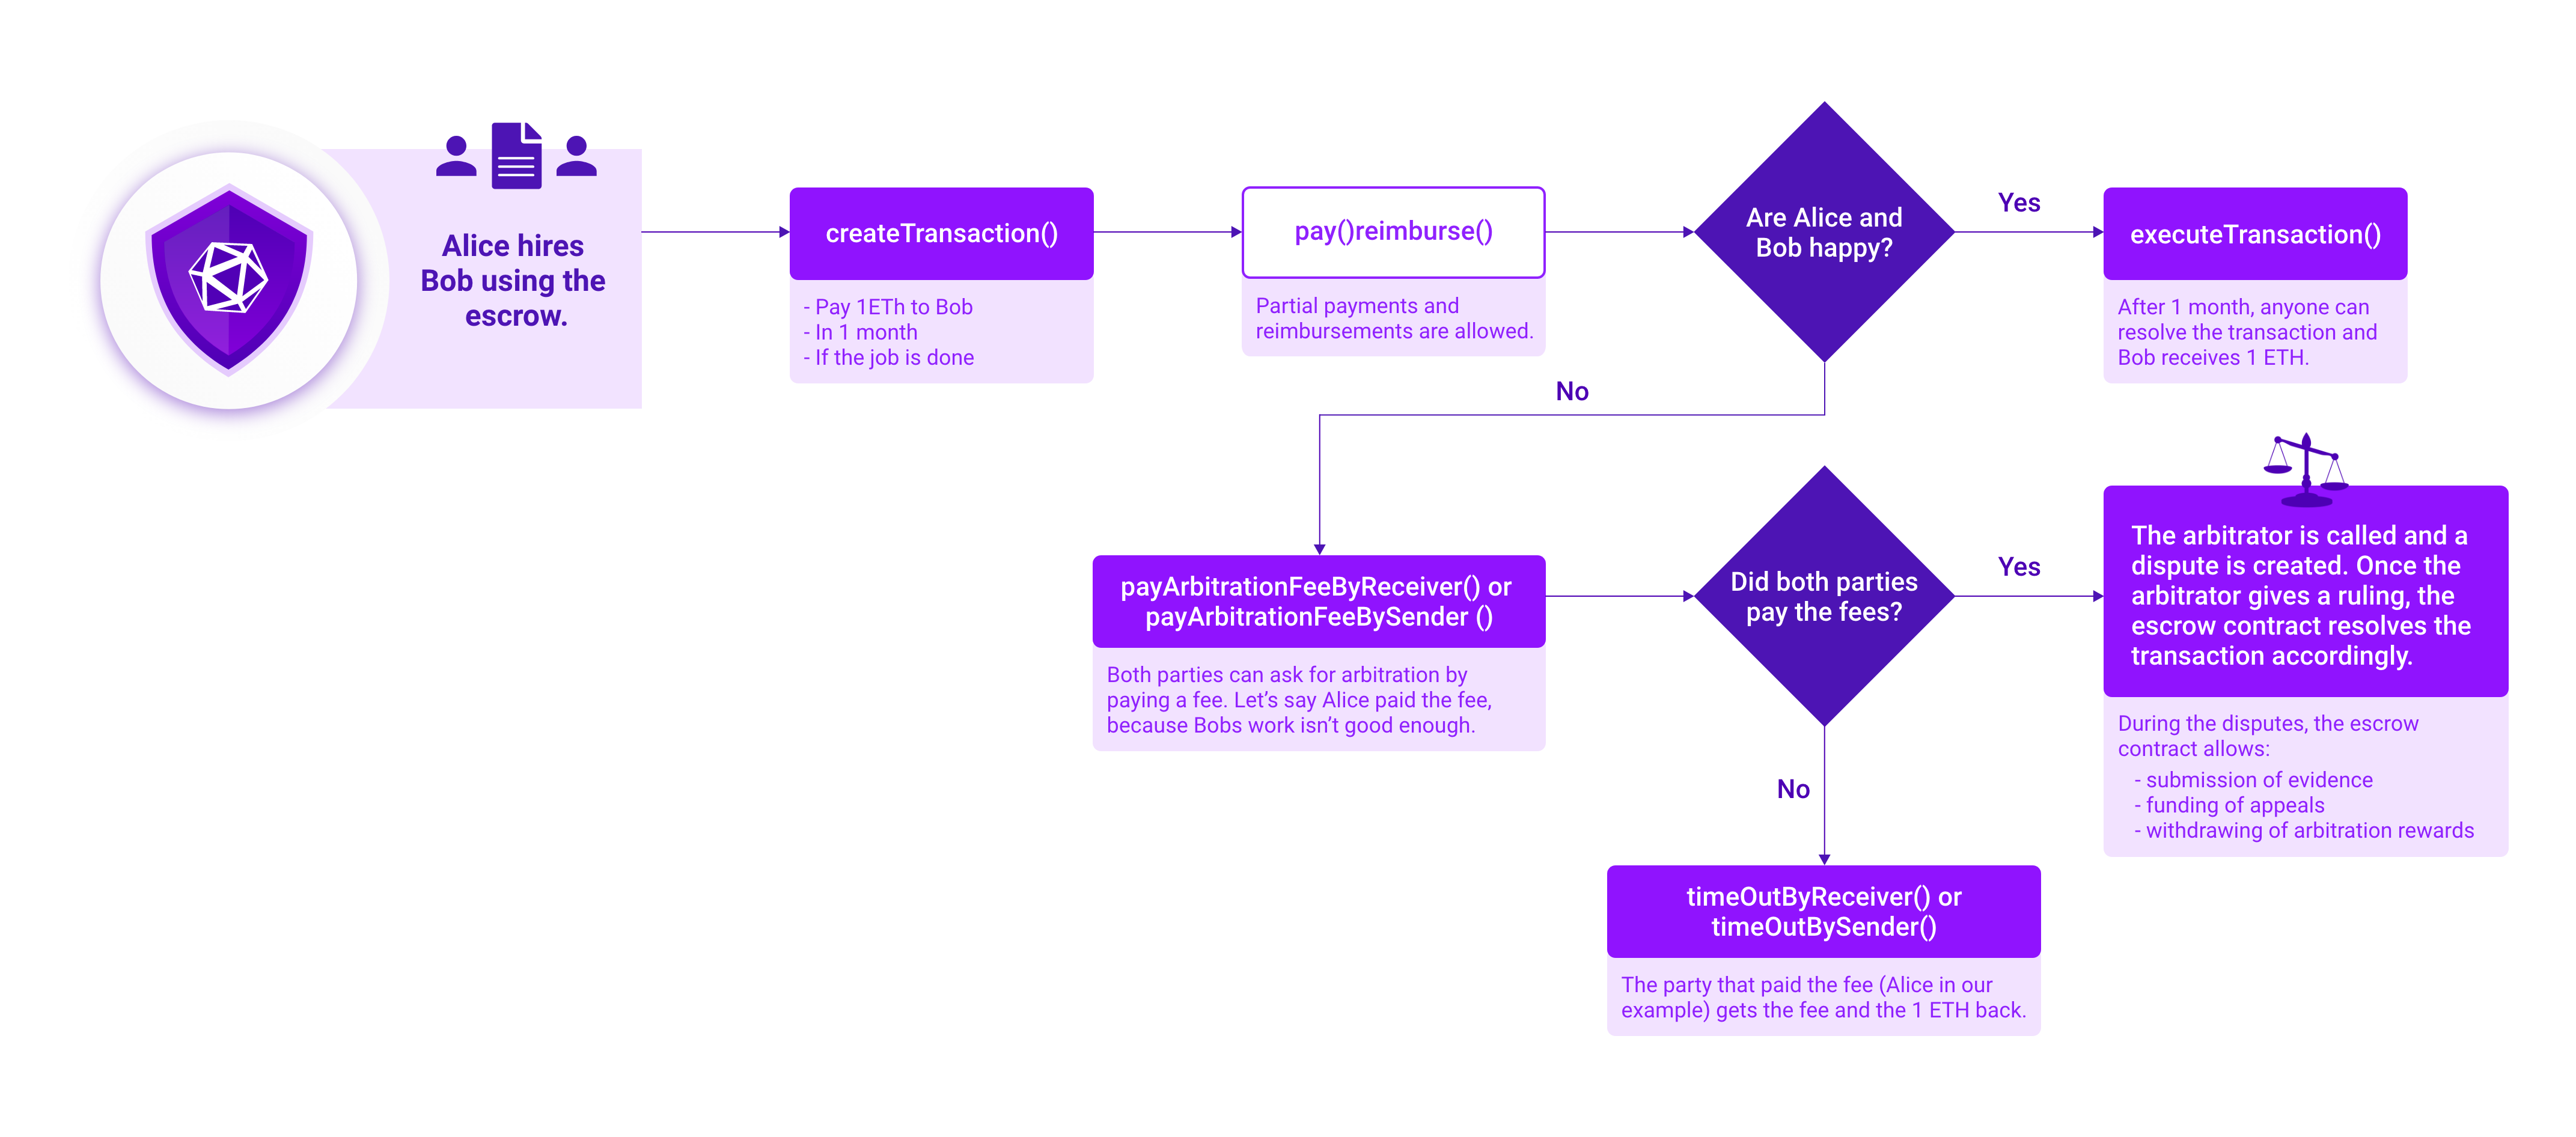 Alice hires
Bob using the
escrow.
createTransaction()
- Pay 1ETh to Bob
- In 1 month
- If the job is done
pay()reimburse()
Partial payments and
reimbursements are allowed.
Are Alice and
Bob happy?
Yes
executeTransaction()
After 1 month, anyone can
resolve the transaction and
Bob receives 1 ETH.
No
payArbitrationFeeByReceiver() or
payArbitrationFeeBySender ()
Both parties can ask for arbitration by
paying a fee. Let’s say Alice paid the fee,
because Bobs work isn’t good enough.
Did both parties
pay the fees?
Yes
The arbitrator is called and a
dispute is created. Once the
arbitrator gives a ruling, the
escrow contract resolves the
transaction accordingly.
During the disputes, the escrow
contract allows:
- submission of evidence
- funding of appeals
- withdrawing of arbitration rewards
No
timeOutByReceiver() or
timeOutBySender()
The party that paid the fee (Alice in our
example) gets the fee and the 1 ETH back.